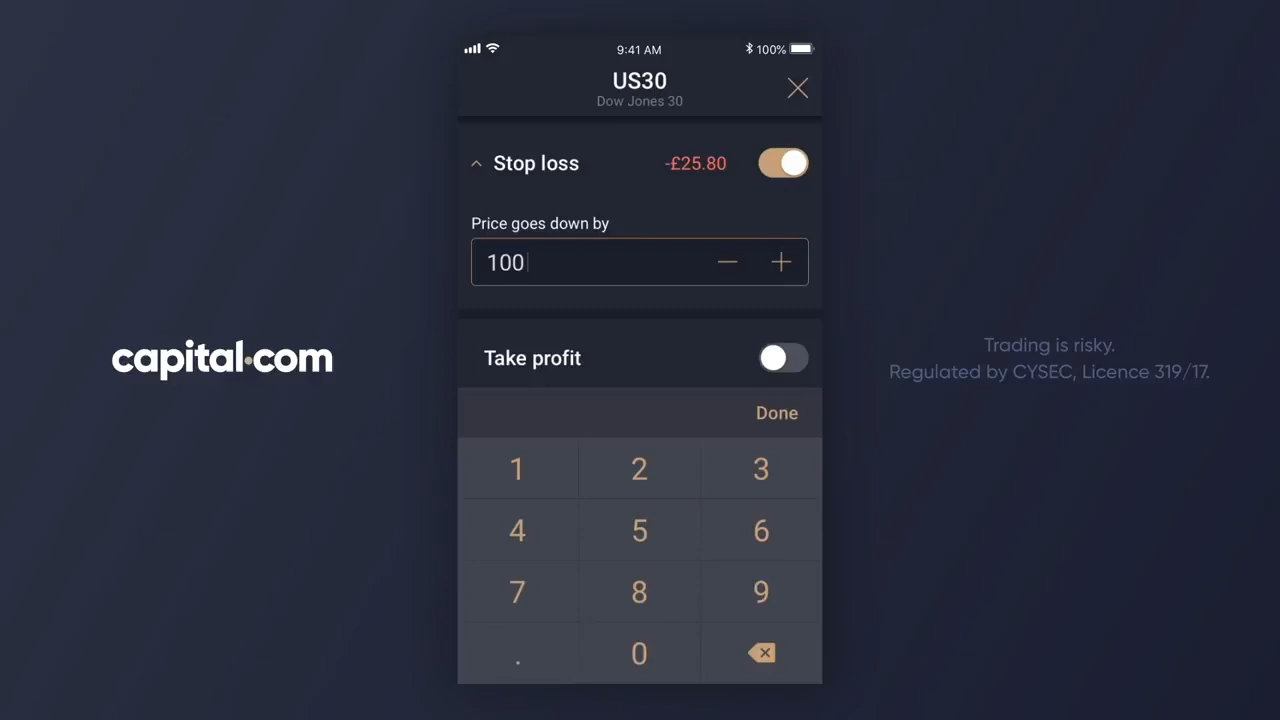 9:41 AM
100%
US30
Dow Jones 30
Stop loss
-£25.80
Price goes down by
100
capital.com
Trading is risky.
Regulated by CYSEC, Licence 319/17.
Take profit
Done
1 2 3
4 5 6
7 8 9
. 0